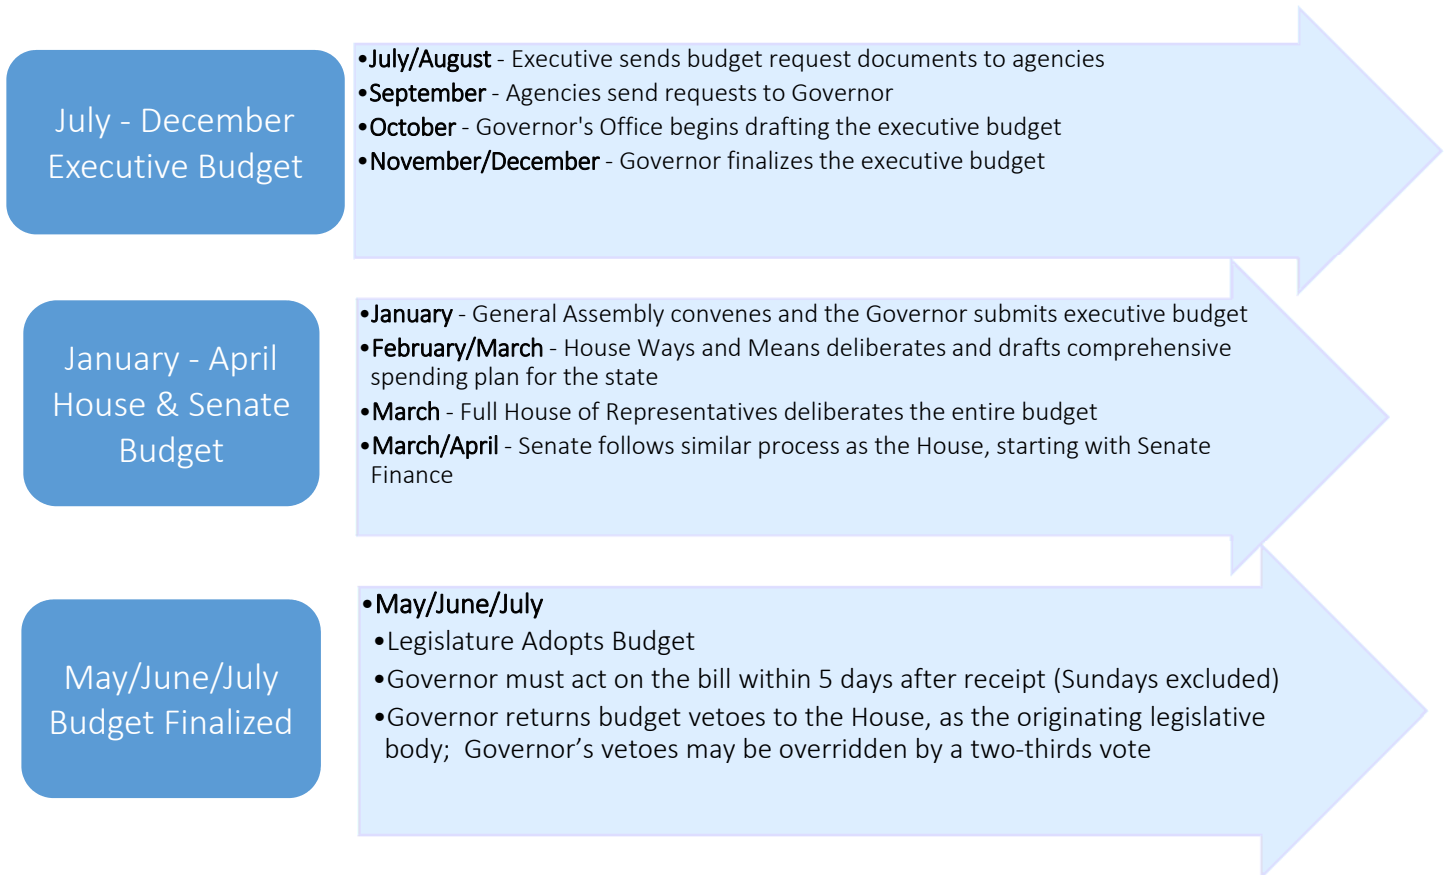 July - December
Executive Budget
•July/August - Executive sends budget request documents to agencies
•September - Agencies send requests to Governor
•October - Governor's Office begins drafting the executive budget
•November/December - Governor finalizes the executive budget
January - April
House & Senate
Budget
•January - General Assembly convenes and the Governor submits executive budget
•February/March - House Ways and Means deliberates and drafts comprehensive
spending plan for the state
•March - Full House of Representatives deliberates the entire budget
•March/April - Senate follows similar process as the House, starting with Senate
Finance
May/June/July
Budget Finalized
•May/June/July
•Legislature Adopts Budget
•Governor must act on the bill within 5 days after receipt (Sundays excluded)
•Governor returns budget vetoes to the House, as the originating legislative
body;  Governor’s vetoes may be overridden by a two-thirds vote